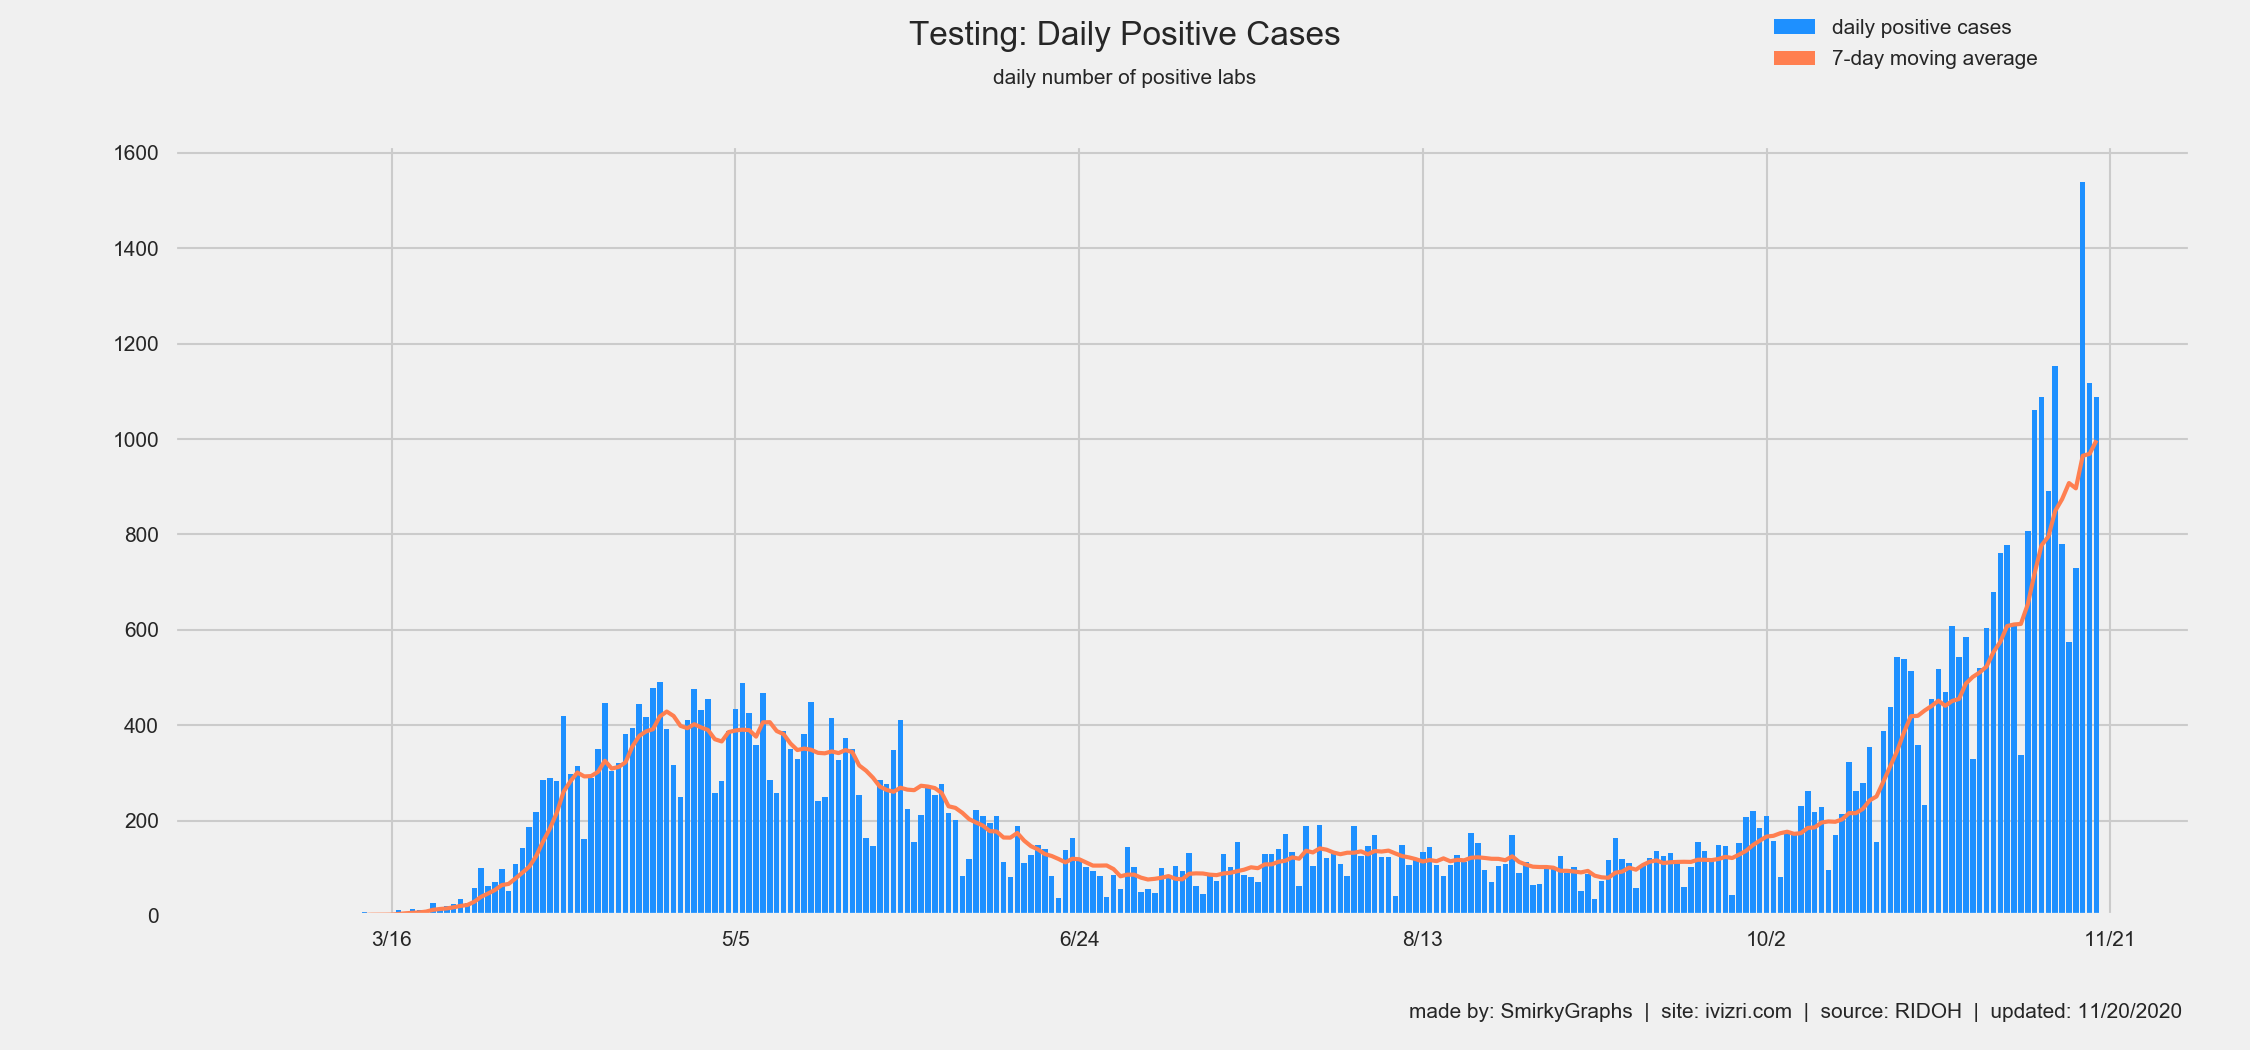 Testing: Daily Positive Cases
daily number of positive labs
daily positive cases
7-day moving average
1600
1400
1200
1000
800
600
400
200
0
3/16 5/5 6/24 8/13 10/2 11/21
made by: SmirkyGraphs | site: ivizri.com | source: RIDOH | updated: 11/20/2020